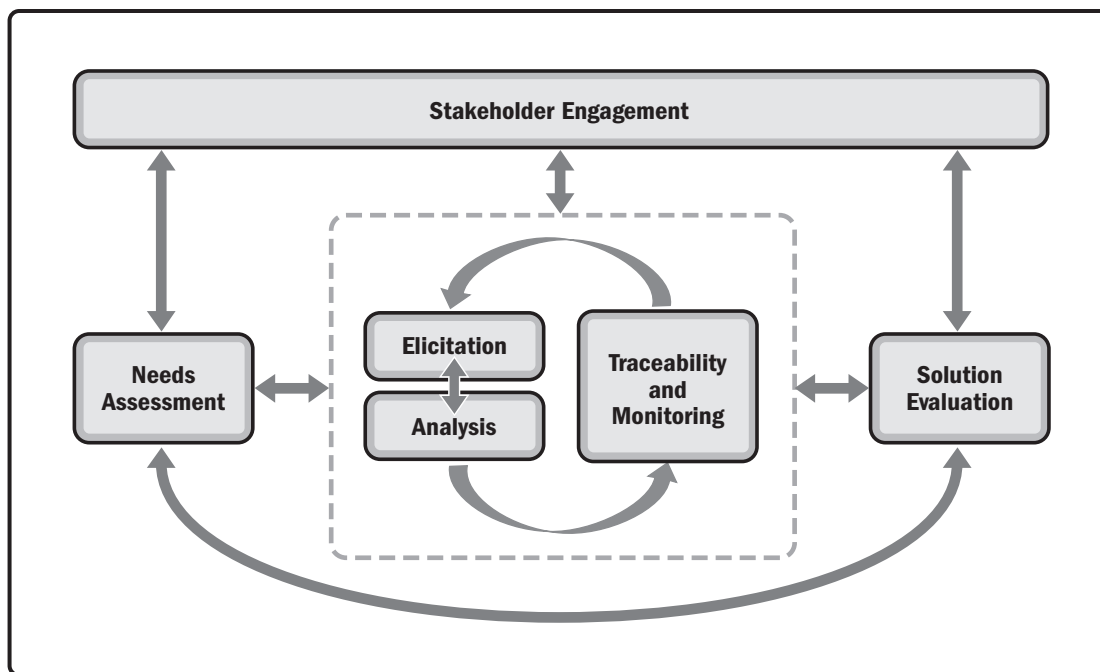 Stakeholder Engagement
Needs
Assessment
Elicitation
Analysis
Traceability
and
Monitoring
Solution
Evaluation